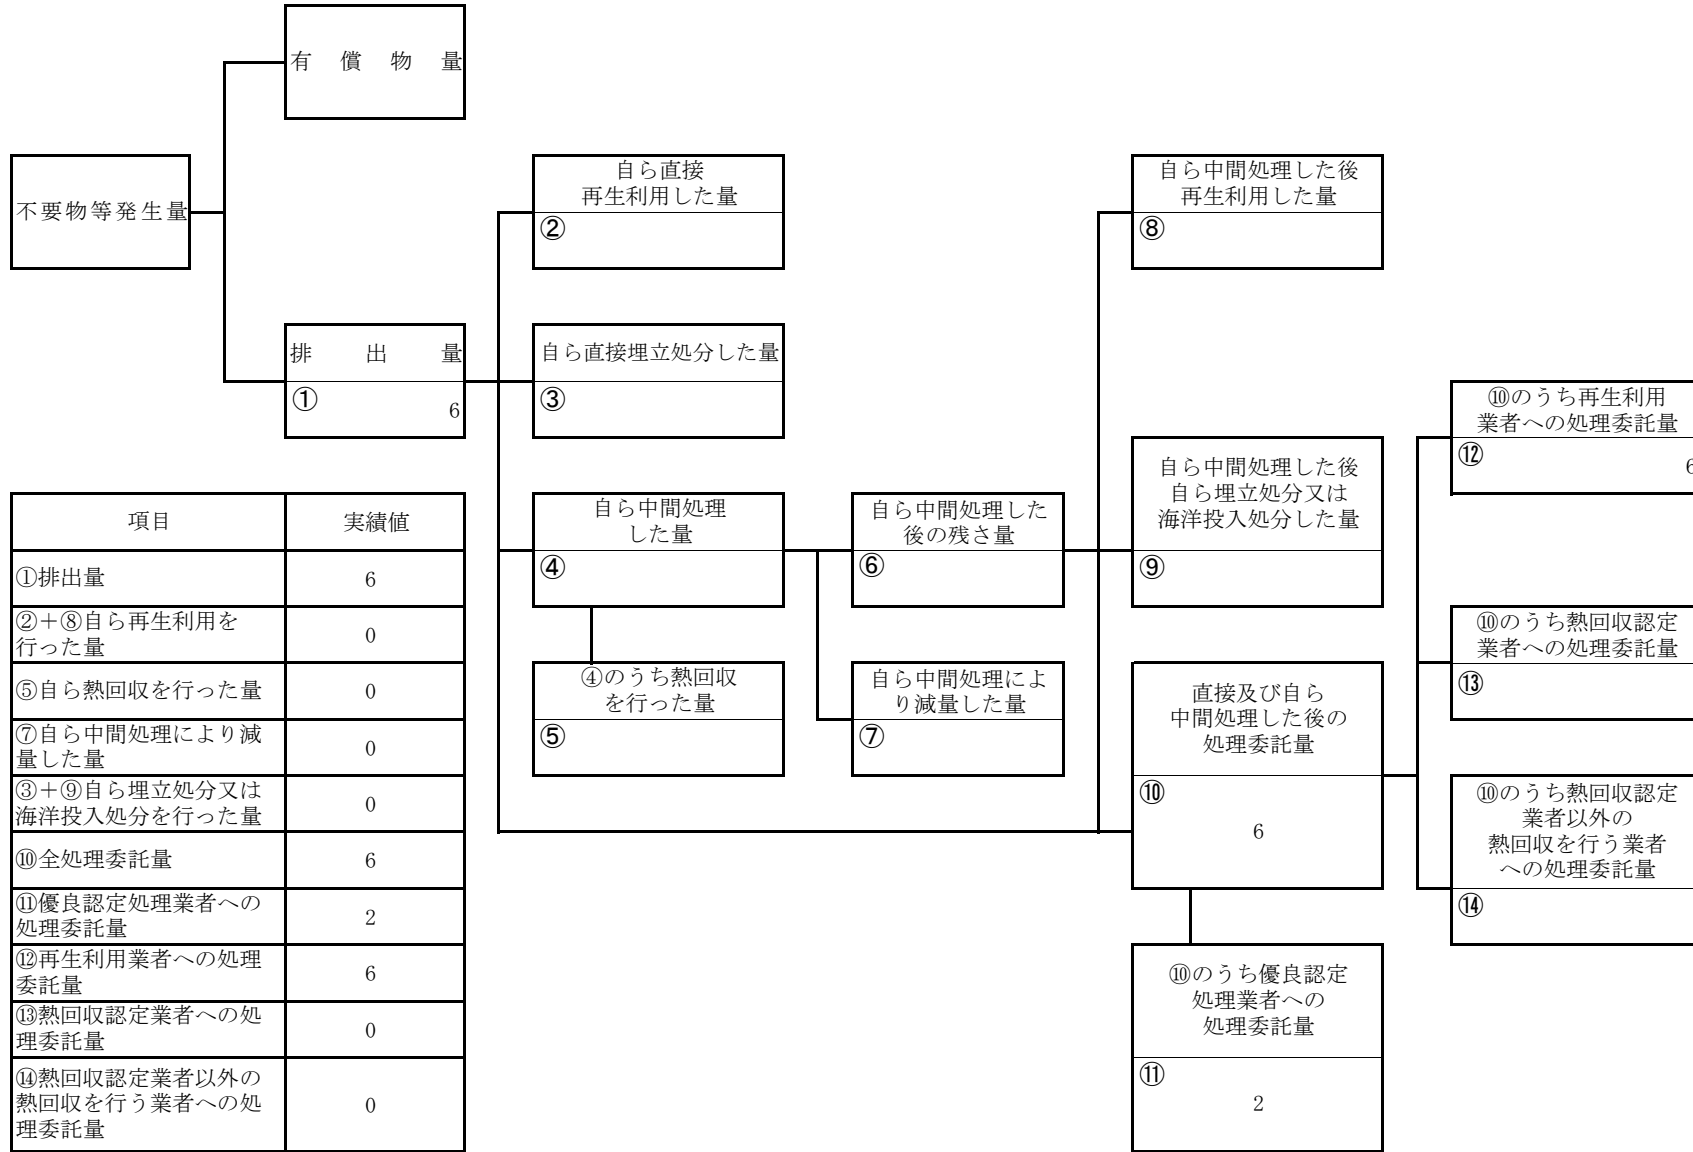 有償物量
不要物等発生量
自ら直接
再生利用した量
②
自ら中間処理した後
再生利用した量
⑧
排出量
①
6
自ら直接埋立処分した量
③
⑩のうち再生利用
業者への処理委託量
⑫
6
自ら中間処理した後
自ら埋立処分又は
海洋投入処分した量
⑨
自ら中間処理
した量
④
自ら中間処理した
後の残さ量
⑥
⑩のうち熱回収認定
業者への処理委託量
⑬
④のうち熱回収
を行った量
⑤
自ら中間処理によ
り減量した量
⑦
直接及び自ら
中間処理した後の
処理委託量
⑩
6
⑩のうち熱回収認定
業者以外の
熱回収を行う業者
への処理委託量
⑭
⑩のうち優良認定
処理業者への
処理委託量
⑪
2
項目 実績値
①排出量 6
②+⑧自ら再生利用を
行った量 0
⑤自ら熱回収を行った量 0
⑦自ら中間処理により減
量した量 0
③+⑨自ら埋立処分又は
海洋投入処分を行った量 0
⑩全処理委託量 6
⑪優良認定処理業者への
処理委託量 2
⑫再生利用業者への処理
委託量 6
⑬熱回収認定業者への処
理委託量 0
⑭熱回収認定業者以外の
熱回収を行う業者への処
理委託量 0